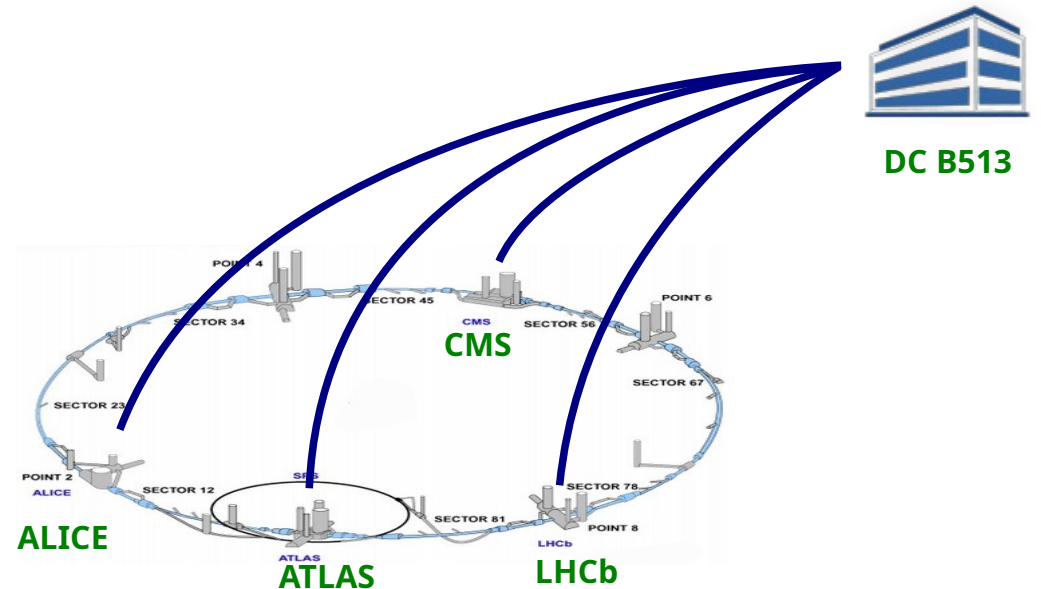 DC B513
POINT 4
SECTOR 45
POINT 6
SECTOR 34
CMS
SECTOR 56
CMS
SECTOR 67
SECTOR 23
POINT 2
SPS
ALICE
SECTOR 12
SECTOR 78
SECTOR 81
POINT 8
ALICE
LHCb
ATLAS
ATLAS
LHCb